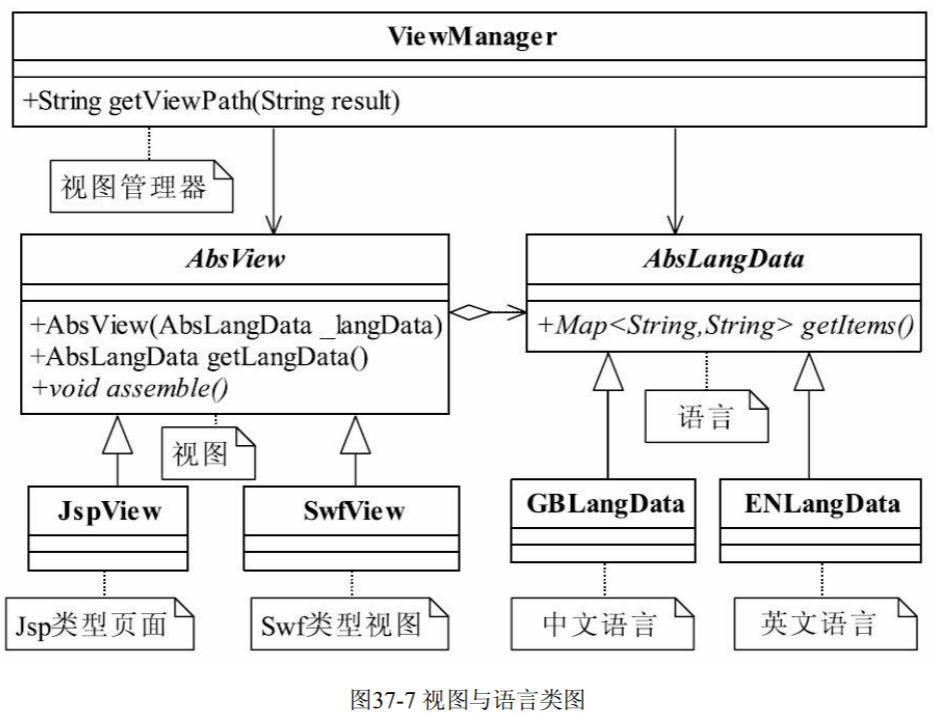 ViewManager
+String getViewPath(String result)
视图管理器
AbsView
+AbsView(AbsLangData _langData)
+AbsLangData getLangData()
+void assemble()
视图
AbsLangData
+Map<String,String> getItems()
语言
JspView
SwfView
GBLangData
ENLangData
Jsp类型页面
Swf类型视图
中文语言
英文语言
图37-7 视图与语言类图